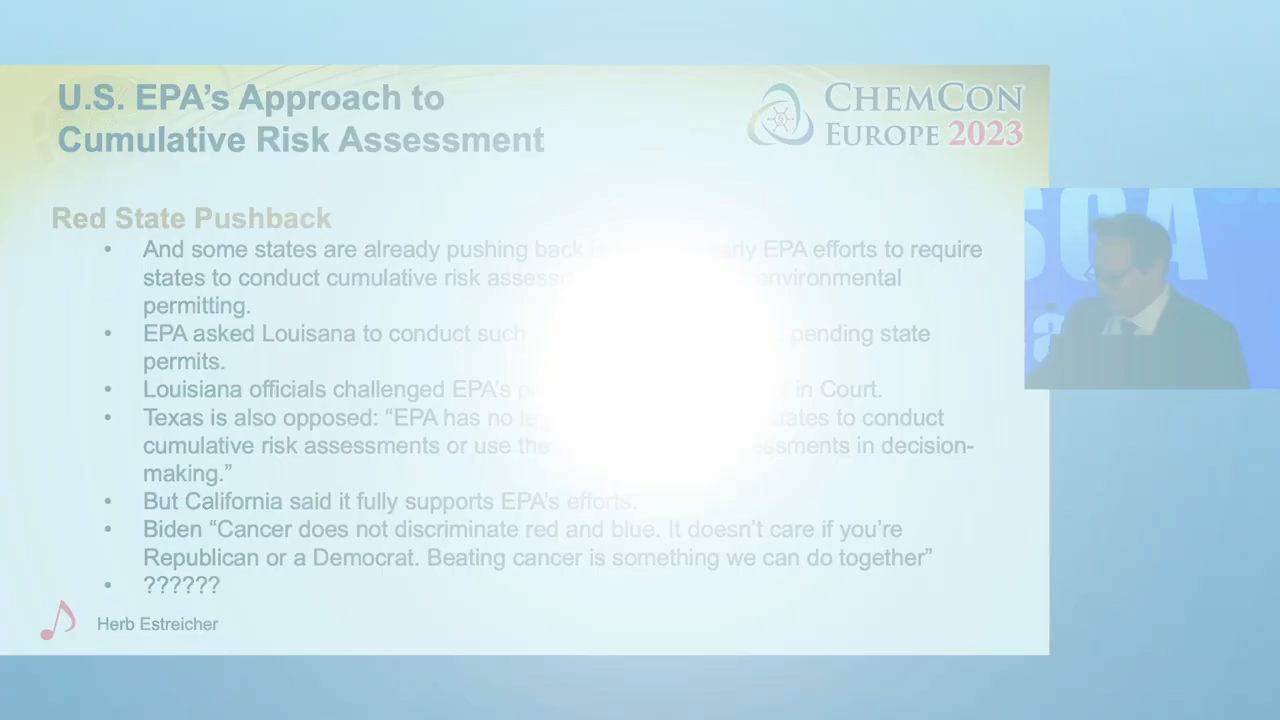 U.S. EPA's Approach to
Cumulative Risk Assessment
CHEMCON
EUROPE 2023
Red State Pushback
• And some states are already pushing back EPA efforts to require
states to conduct cumulative risk environmental
permitting.
• EPA asked Louisana to conduct such pending state
permits.
• Louisiana officials challenged EPA's in Court.
• Texas is also opposed: “EPA has no to conduct
cumulative risk assessments or use in decision-
making.”
• But California said it fully supports EPA's efforts.
• Biden “Cancer does not discriminate red and blue. It doesn't care if you're
Republican or a Democrat. Beating cancer is something we can do together”
• ??????
Herb Estreicher